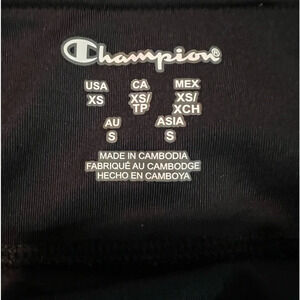 Champion®
USA CA MEX
XS XS/ XS/
TP XCH
AU ASIA
S S
MADE IN CAMBODIA
FABRIQUÉ AU CAMBODGE
HECHO EN CAMBOYA